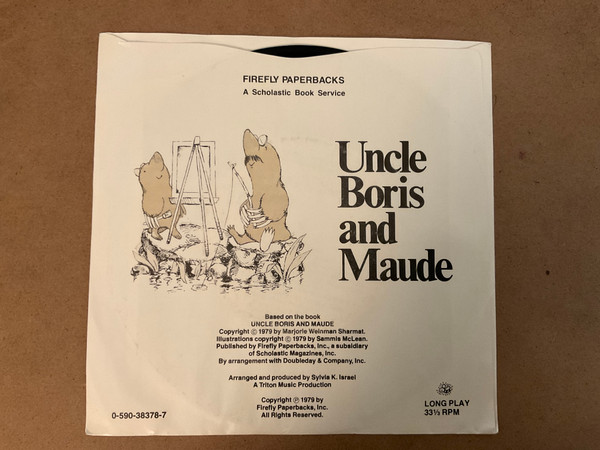 FIREFLY PAPERBACKS
A Scholastic Book Service
Uncle
Boris
and
Maude
Based on the book
UNCLE BORIS AND MAUDE
Copyright © 1979 by Marjorie Weinman Sharmat.
Illustrations copyright © 1979 by Sammis McLean.
Published by Firefly Paperbacks, Inc., a subsidiary
of Scholastic Magazines, Inc.
By arrangement with Doubleday & Company, Inc.
Arranged and produced by Sylvia K. Israel
A Triton Music Production
Copyright ℗ 1979 by
Firefly Paperbacks, Inc.
All Rights Reserved.
0-590-38378-7
LONG PLAY
33⅓ RPM